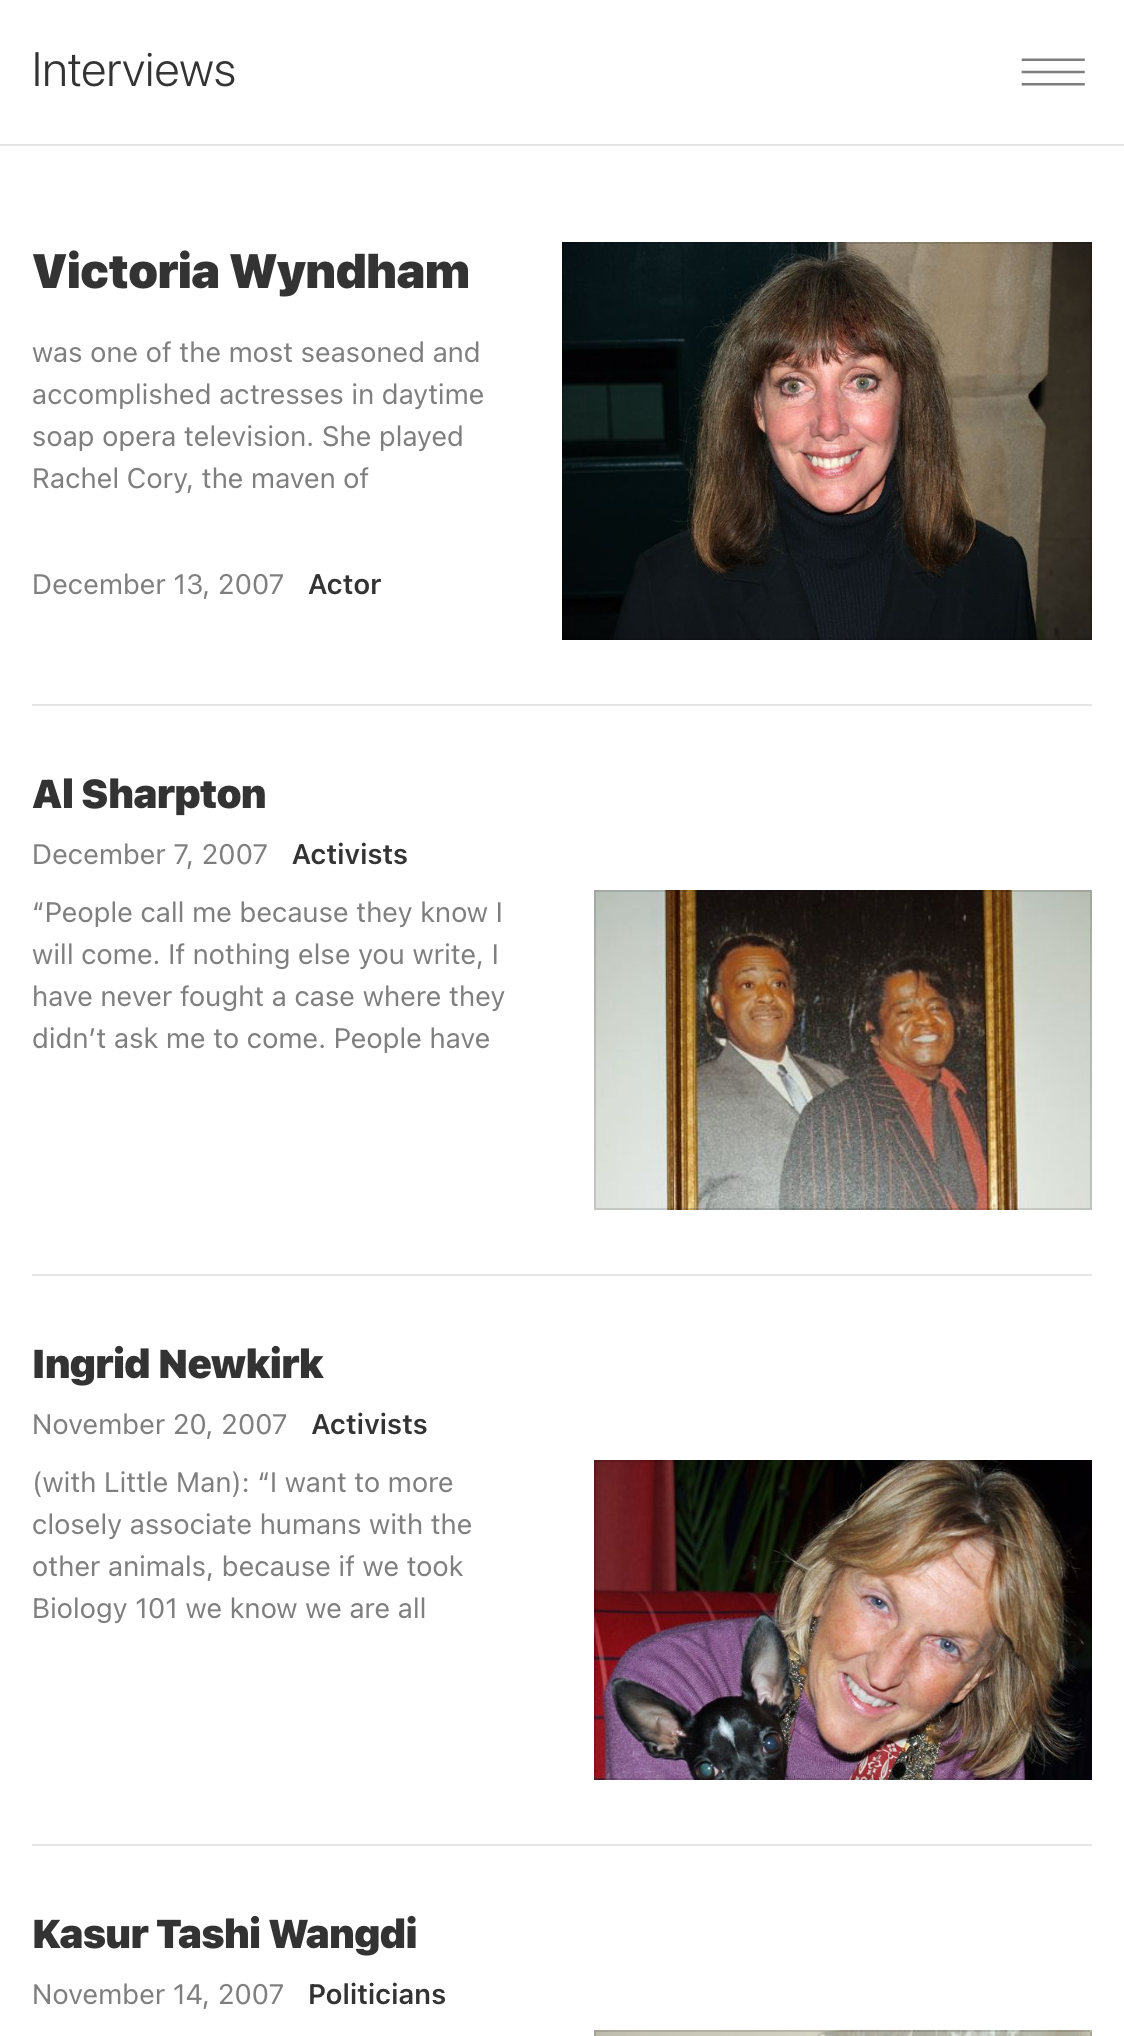 Interviews
Victoria Wyndham
was one of the most seasoned and
accomplished actresses in daytime
soap opera television. She played
Rachel Cory, the maven of
December 13, 2007 Actor
Al Sharpton
December 7, 2007 Activists
“People call me because they know I
will come. If nothing else you write, I
have never fought a case where they
didn’t ask me to come. People have
Ingrid Newkirk
November 20, 2007 Activists
(with Little Man): “I want to more
closely associate humans with the
other animals, because if we took
Biology 101 we know we are all
Kasur Tashi Wangdi
November 14, 2007 Politicians